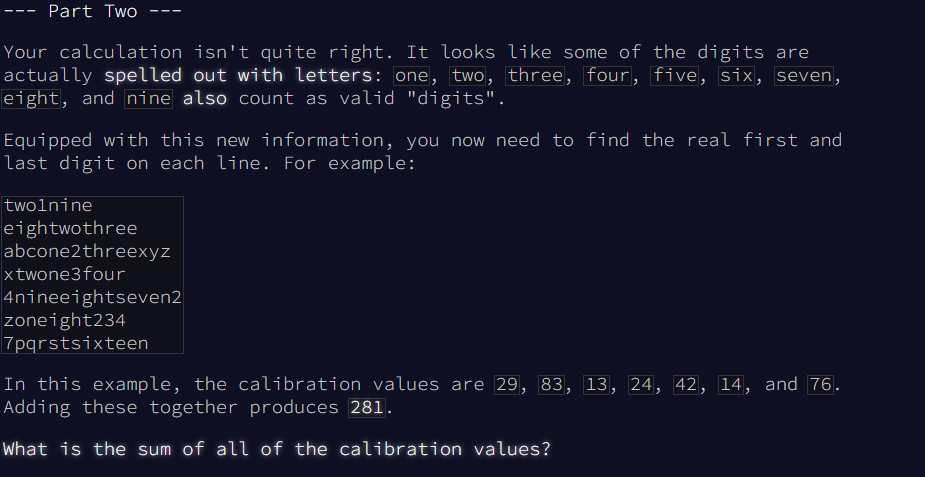 --- Part Two ---
Your calculation isn't quite right. It looks like some of the digits are
actually spelled out with letters: one, two, three, four, five, six, seven,
eight, and nine also count as valid "digits".
Equipped with this new information, you now need to find the real first and
last digit on each line. For example:
two1nine
eightwothree
abcone2threexyz
xtwone3four
4nineeightseven2
zoneight234
7pqrstsixteen
In this example, the calibration values are 29, 83, 13, 24, 42, 14, and 76.
Adding these together produces 281.
What is the sum of all of the calibration values?